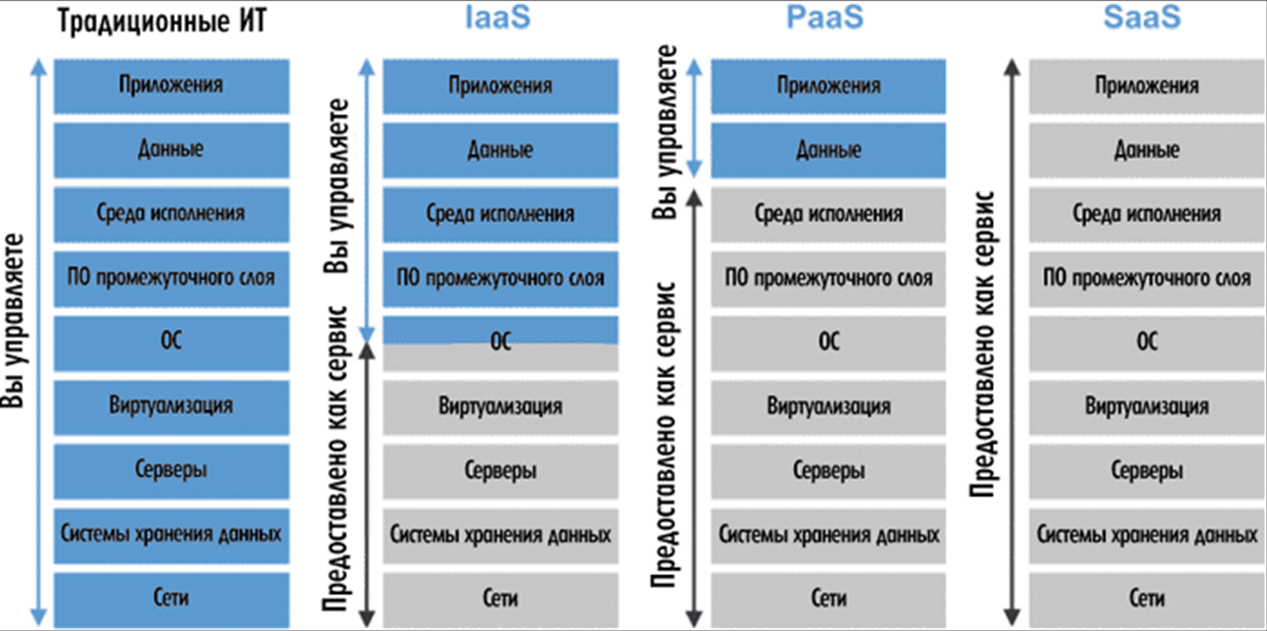 Традиционные ИТ
Вы управляете
Приложения
Данные
Среда исполнения
ПО промежуточного слоя
ОС
Виртуализация
Серверы
Системы хранения данных
Сети
IaaS
Вы управляете
Предоставлено как сервис
Приложения
Данные
Среда исполнения
ПО промежуточного слоя
ОС
Виртуализация
Серверы
Системы хранения данных
Сети
PaaS
Вы управляете
Предоставлено как сервис
Приложения
Данные
Среда исполнения
ПО промежуточного слоя
ОС
Виртуализация
Серверы
Системы хранения данных
Сети
SaaS
Предоставлено как сервис
Приложения
Данные
Среда исполнения
ПО промежуточного слоя
ОС
Виртуализация
Серверы
Системы хранения данных
Сети